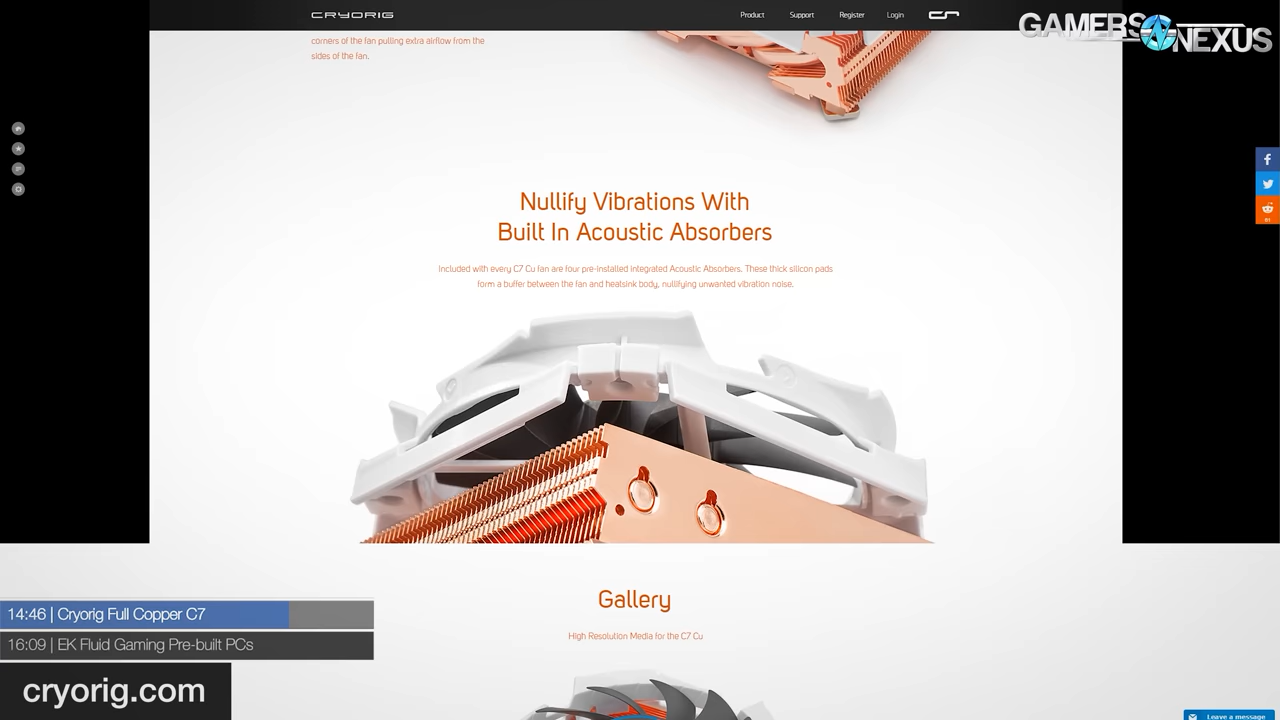 CRYORIG
Product
Support
Register
Login
GAMERS NEXUS
corners of the fan pulling extra airflow from the
sides of the fan.
Nullify Vibrations With
Built In Acoustic Absorbers
Included with every C7 Cu fan are four pre-installed integrated Acoustic Absorbers. These thick silicon pads
form a buffer between the fan and heatsink body, nullifying unwanted vibration noise.
Gallery
High Resolution Media for the C7 Cu
14:46 | Cryorig Full Copper C7
16:09 | EK Fluid Gaming Pre-built PCs
cryorig.com
Leave a message